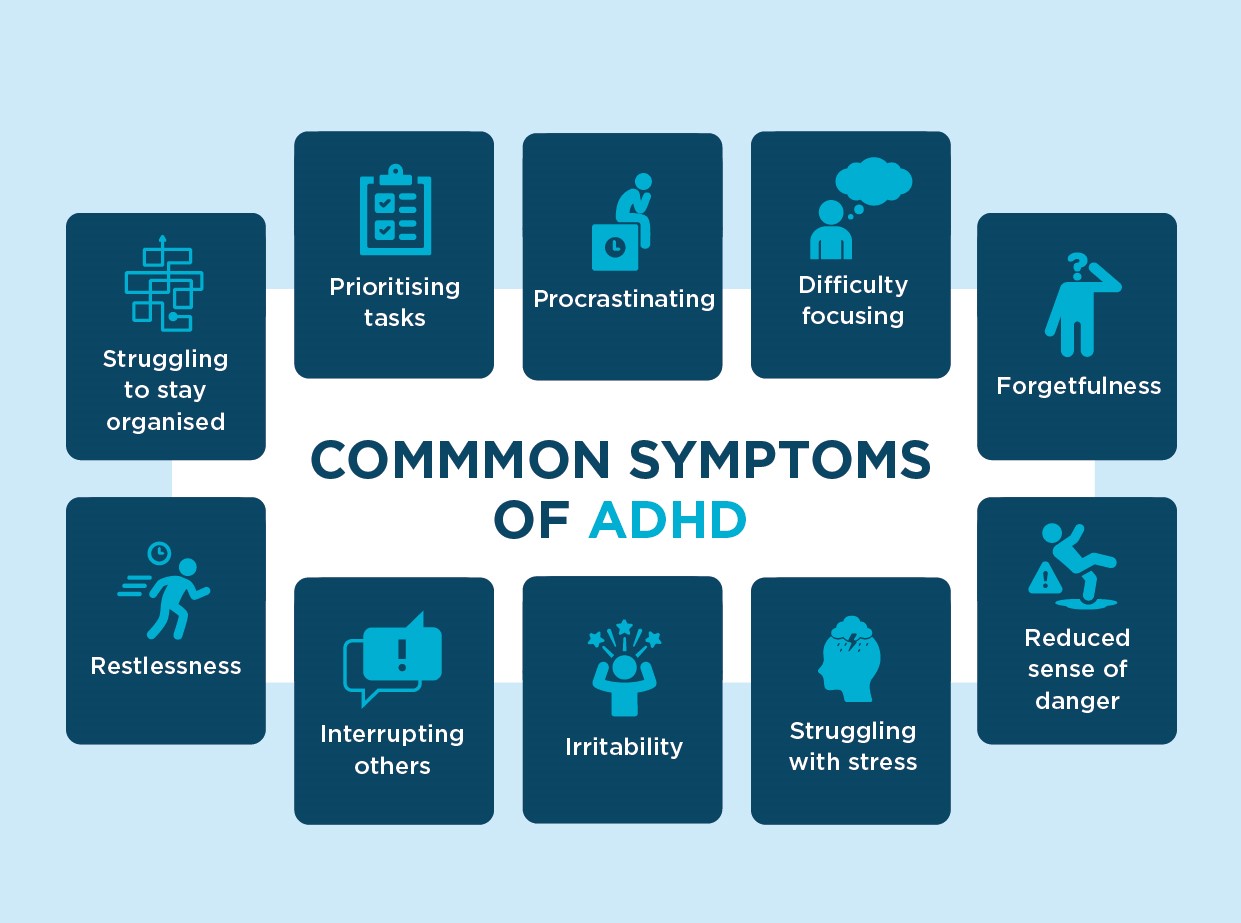 Prioritising
tasks
Procrastinating
Difficulty
focusing
Struggling
to stay
organised
Forgetfulness
COMMMON SYMPTOMS
OF ADHD
Restlessness
Reduced
sense of
danger
Interrupting
others
Irritability
Struggling
with stress